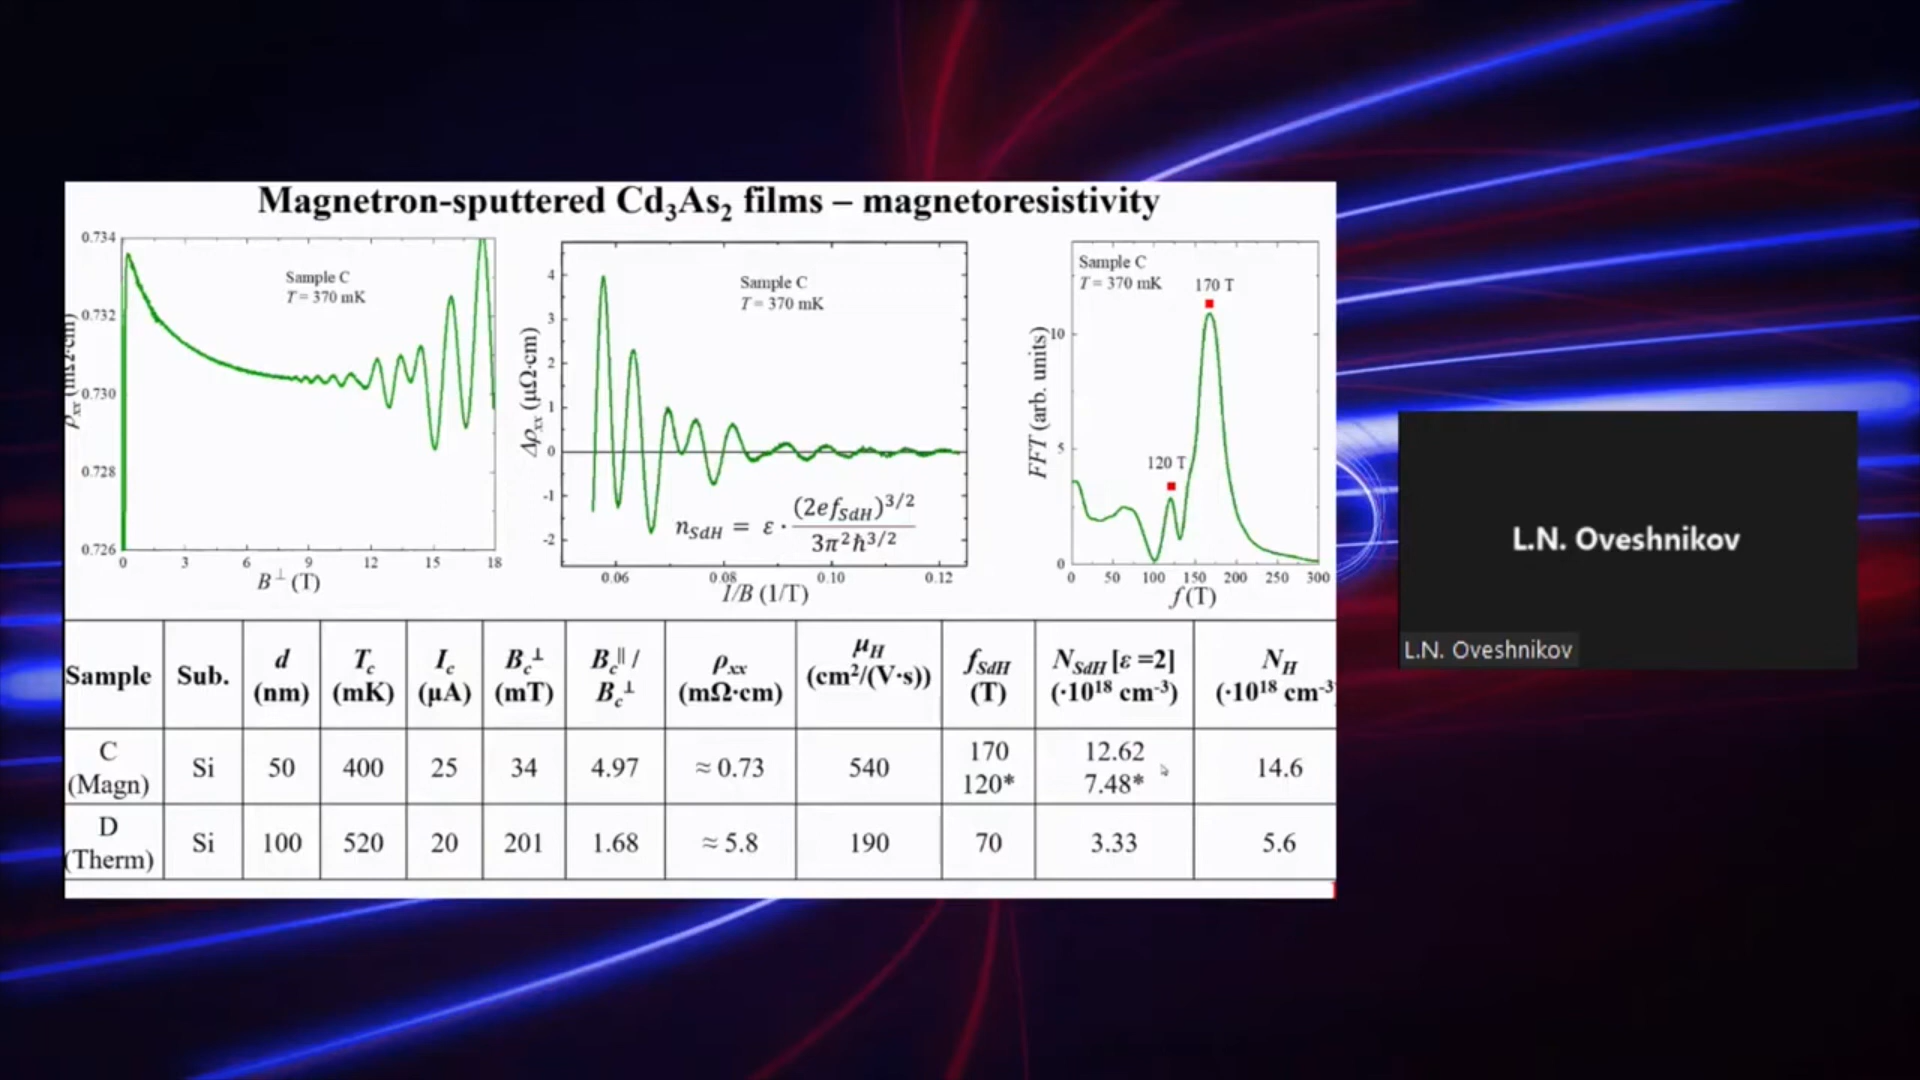 Magnetron-sputtered Cd₃As₂ films – magnetoresistivity
0.734
0.732
0.730
0.728
0.726
ρxx (mΩ·cm)
Sample C
T = 370 mK
0 3 6 9 12 15 18
B⊥ (T)
4
3
2
1
0
-1
-2
Δρxx (μΩ·cm)
Sample C
T = 370 mK
nSdH = ε · (2efSdH)^3/2 / 3π²ħ^3/2
0.06 0.08 0.10 0.12
1/B (1/T)
10
5
0
FFT (arb. units)
Sample C
T = 370 mK
170 T
120 T
0 50 100 150 200 250 300
f (T)
Sample Sub. d (nm) Tc (mK) Ic (μA) Bc⊥ (mT) Bc∥ / Bc⊥ ρxx (mΩ·cm) μH (cm²/(V·s)) fSdH (T) NSdH [ε =2] (·10¹⁸ cm⁻³) NH (·10¹⁸ cm⁻³
C (Magn) Si 50 400 25 34 4.97 ≈ 0.73 540 170 120* 12.62 7.48* 14.6
D (Therm) Si 100 520 20 201 1.68 ≈ 5.8 190 70 3.33 5.6
L.N. Oveshnikov
L.N. Oveshnikov